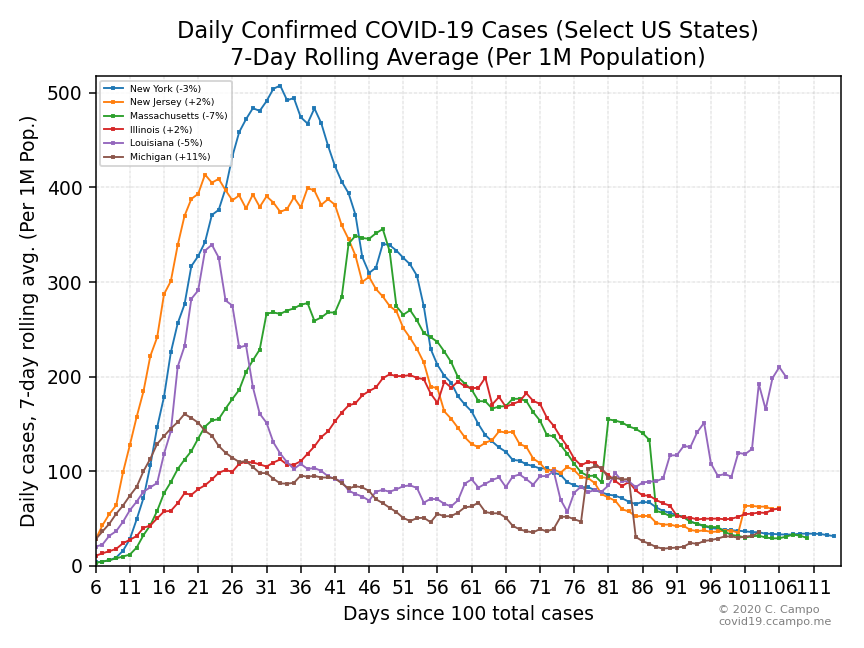 Daily Confirmed COVID-19 Cases (Select US States)
7-Day Rolling Average (Per 1M Population)
Daily cases, 7-day rolling avg. (Per 1M Pop.)
500
400
300
200
100
0
New York (-3%)
New Jersey (+2%)
Massachusetts (-7%)
Illinois (+2%)
Louisiana (-5%)
Michigan (+11%)
6 11 16 21 26 31 36 41 46 51 56 61 66 71 76 81 86 91 96 101 106 111
Days since 100 total cases
© 2020 C. Campo
covid19.ccampo.me